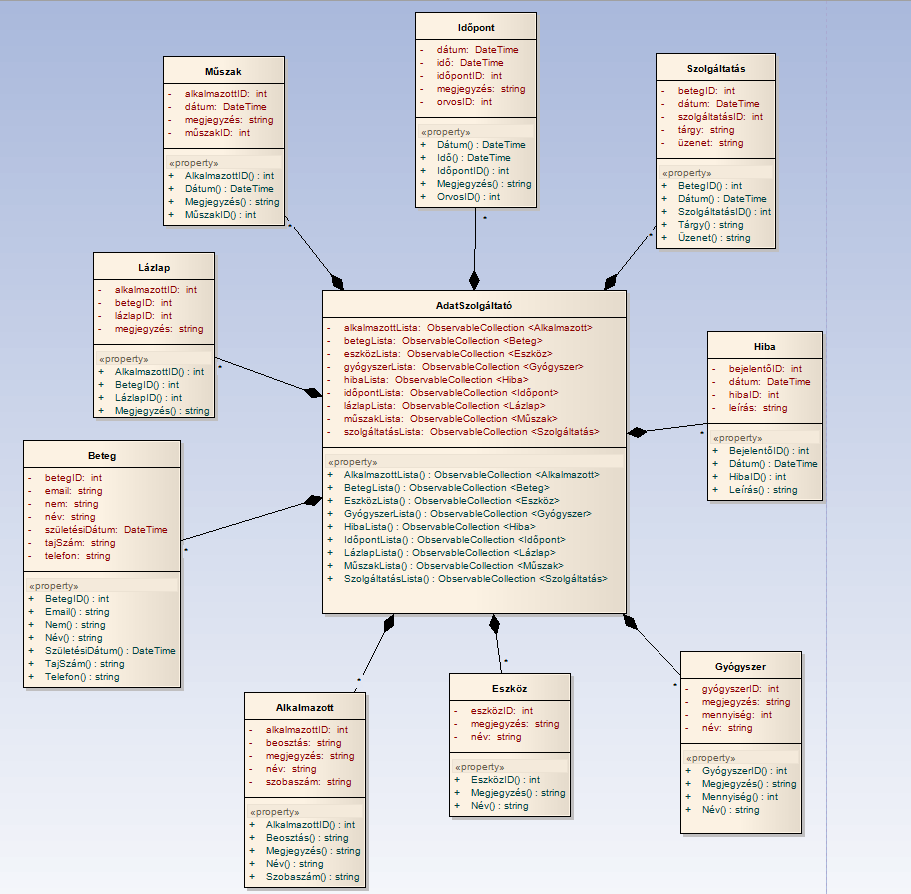 Időpont
- dátum: DateTime
- idő: DateTime
- időpontID: int
- megjegyzés: string
- orvosID: int
«property»
+ Dátum() : DateTime
+ Idő() : DateTime
+ IdőpontID() : int
+ Megjegyzés() : string
+ OrvosID() : int
*
Műszak
- alkalmazottID: int
- dátum: DateTime
- megjegyzés: string
- műszakID: int
«property»
+ AlkalmazottID() : int
+ Dátum() : DateTime
+ Megjegyzés() : string
+ MűszakID() : int
*
Szolgáltatás
- betegID: int
- dátum: DateTime
- szolgáltatásID: int
- tárgy: string
- üzenet: string
«property»
+ BetegID() : int
+ Dátum() : DateTime
+ SzolgáltatásID() : int
+ Tárgy() : string
+ Üzenet() : string
*
Lázlap
- alkalmazottID: int
- betegID: int
- lázlapID: int
- megjegyzés: string
«property»
+ AlkalmazottID() : int
+ BetegID() : int
+ LázlapID() : int
+ Megjegyzés() : string
*
AdatSzolgáltató
- alkalmazottLista: ObservableCollection <Alkalmazott>
- betegLista: ObservableCollection <Beteg>
- eszközLista: ObservableCollection <Eszköz>
- gyógyszerLista: ObservableCollection <Gyógyszer>
- hibaLista: ObservableCollection <Hiba>
- időpontLista: ObservableCollection <Időpont>
- lázlapLista: ObservableCollection <Lázlap>
- műszakLista: ObservableCollection <Műszak>
- szolgáltatásLista: ObservableCollection <Szolgáltatás>
«property»
+ AlkalmazottLista() : ObservableCollection <Alkalmazott>
+ BetegLista() : ObservableCollection <Beteg>
+ EszközLista() : ObservableCollection <Eszköz>
+ GyógyszerLista() : ObservableCollection <Gyógyszer>
+ HibaLista() : ObservableCollection <Hiba>
+ IdőpontLista() : ObservableCollection <Időpont>
+ LázlapLista() : ObservableCollection <Lázlap>
+ MűszakLista() : ObservableCollection <Műszak>
+ SzolgáltatásLista() : ObservableCollection <Szolgáltatás>
Hiba
- bejelentőID: int
- dátum: DateTime
- hibaID: int
- leírás: string
«property»
+ BejelentőID() : int
+ Dátum() : DateTime
+ HibaID() : int
+ Leírás() : string
*
Beteg
- betegID: int
- email: string
- nem: string
- név: string
- születésiDátum: DateTime
- tajSzám: string
- telefon: string
«property»
+ BetegID() : int
+ Email() : string
+ Nem() : string
+ Név() : string
+ SzületésiDátum() : DateTime
+ TajSzám() : string
+ Telefon() : string
*
Alkalmazott
- alkalmazottID: int
- beosztás: string
- megjegyzés: string
- név: string
- szobaszám: string
«property»
+ AlkalmazottID() : int
+ Beosztás() : string
+ Megjegyzés() : string
+ Név() : string
+ Szobaszám() : string
*
Eszköz
- eszközID: int
- megjegyzés: string
- név: string
«property»
+ EszközID() : int
+ Megjegyzés() : string
+ Név() : string
*
Gyógyszer
- gyógyszerID: int
- megjegyzés: string
- mennyiség: int
- név: string
«property»
+ GyógyszerID() : int
+ Megjegyzés() : string
+ Mennyiség() : int
+ Név() : string
*